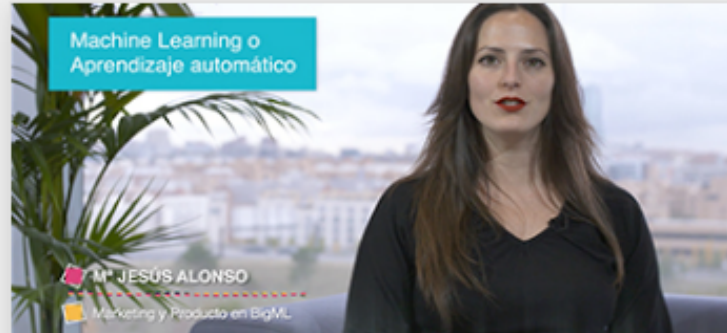 Machine Learning o
Aprendizaje automático
Mª JESÚS ALONSO
Marketing y Producto en BigML